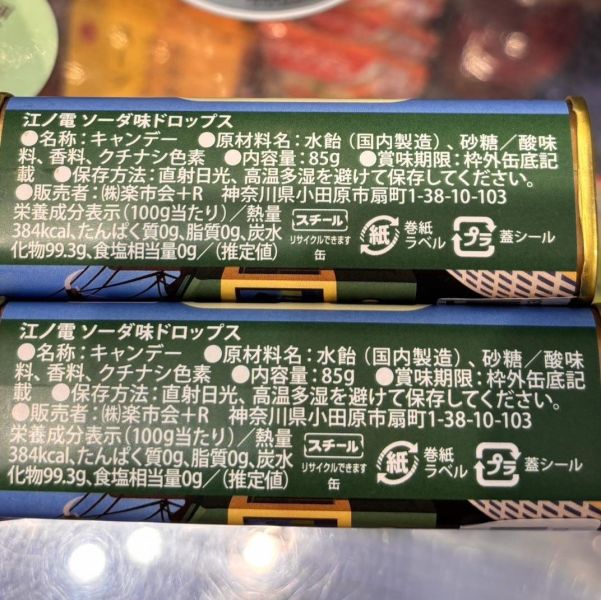 江ノ電 ソーダ味ドロップス
●名称：キャンデー　●原材料名：水飴（国内製造）、砂糖／酸味
料、香料、クチナシ色素　●内容量：85g　●賞味期限：枠外缶底記
載　●保存方法：直射日光、高温多湿を避けて保存してください。
●販売者：㈱楽市会+R　神奈川県小田原市扇町1-38-10-103
栄養成分表示（100g当たり）／熱量
384kcal、たんぱく質0g、脂質0g、炭水
化物99.3g、食塩相当量0g／（推定値）
スチール
リサイクルできます
缶
紙
巻紙
ラベル
プラ
蓋シール
江ノ電 ソーダ味ドロップス
●名称：キャンデー　●原材料名：水飴（国内製造）、砂糖／酸味
料、香料、クチナシ色素　●内容量：85g　●賞味期限：枠外缶底記
載　●保存方法：直射日光、高温多湿を避けて保存してください。
●販売者：㈱楽市会+R　神奈川県小田原市扇町1-38-10-103
栄養成分表示（100g当たり）／熱量
384kcal、たんぱく質0g、脂質0g、炭水
化物99.3g、食塩相当量0g／（推定値）
スチール
リサイクルできます
缶
紙
巻紙
ラベル
プラ
蓋シール